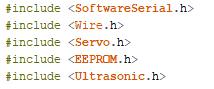 #include <SoftwareSerial.h>
#include <Wire.h>
#include <Servo.h>
#include <EEPROM.h>
#include <Ultrasonic.h>